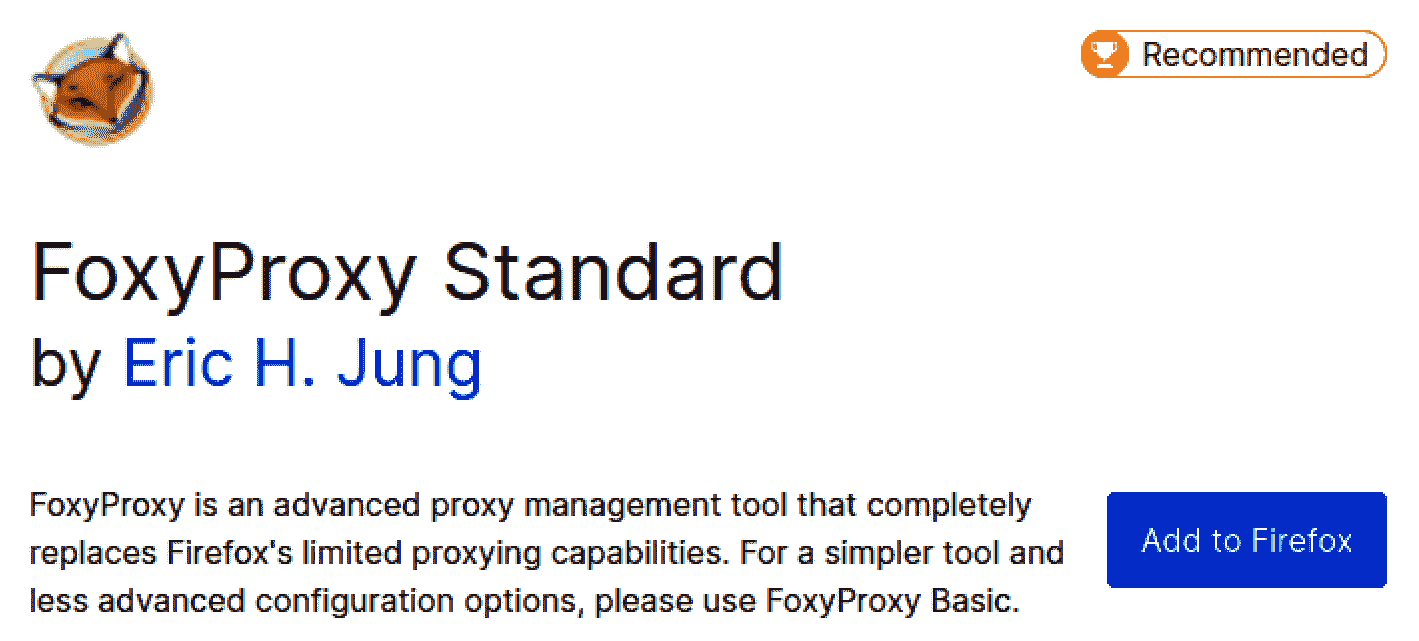 Recommended
FoxyProxy Standard
by Eric H. Jung
FoxyProxy is an advanced proxy management tool that completely
replaces Firefox's limited proxying capabilities. For a simpler tool and
less advanced configuration options, please use FoxyProxy Basic.
Add to Firefox